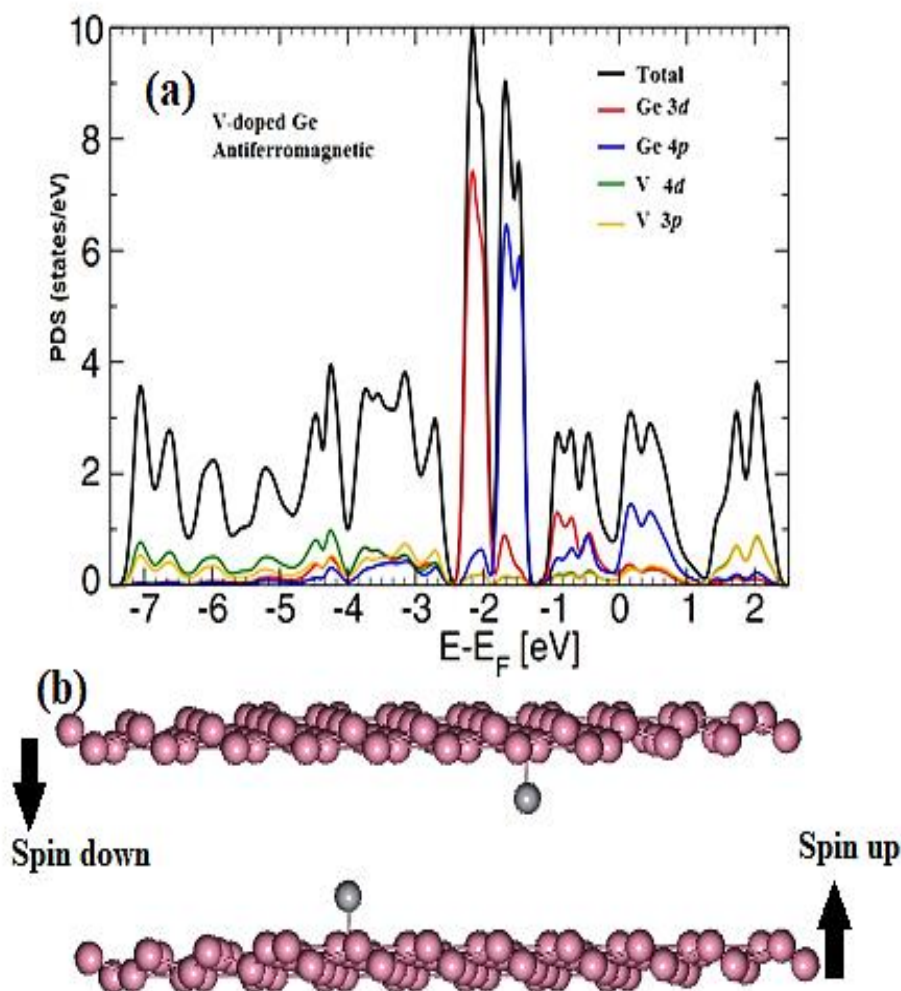 (a)
V-doped Ge
Antiferromagnetic
Total
Ge 3d
Ge 4p
V 4d
V 3p
PDS (states/eV)
10
8
6
4
2
0
-7 -6 -5 -4 -3 -2 -1 0 1 2
E-E_F [eV]
(b)
Spin down
Spin up